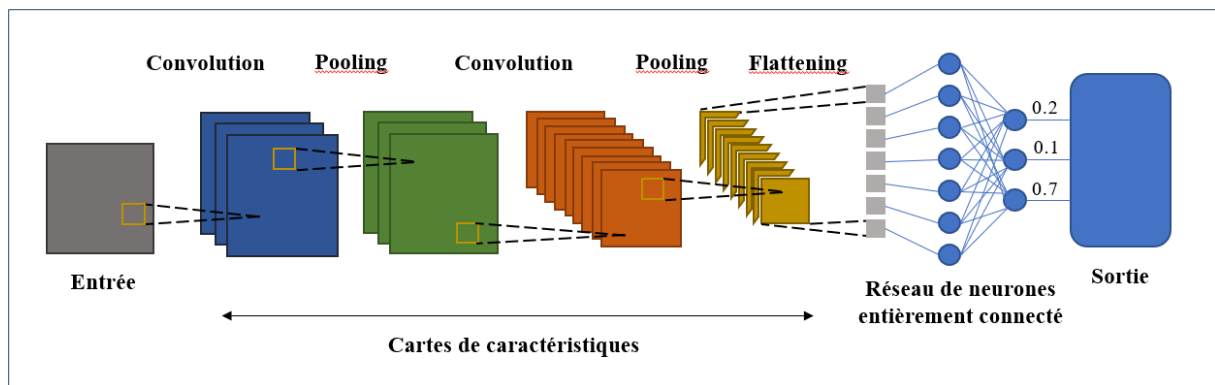 Convolution Pooling Convolution Pooling Flattening
0.2
0.1
0.7
Entrée
Réseau de neurones
entièrement connecté
Sortie
Cartes de caractéristiques